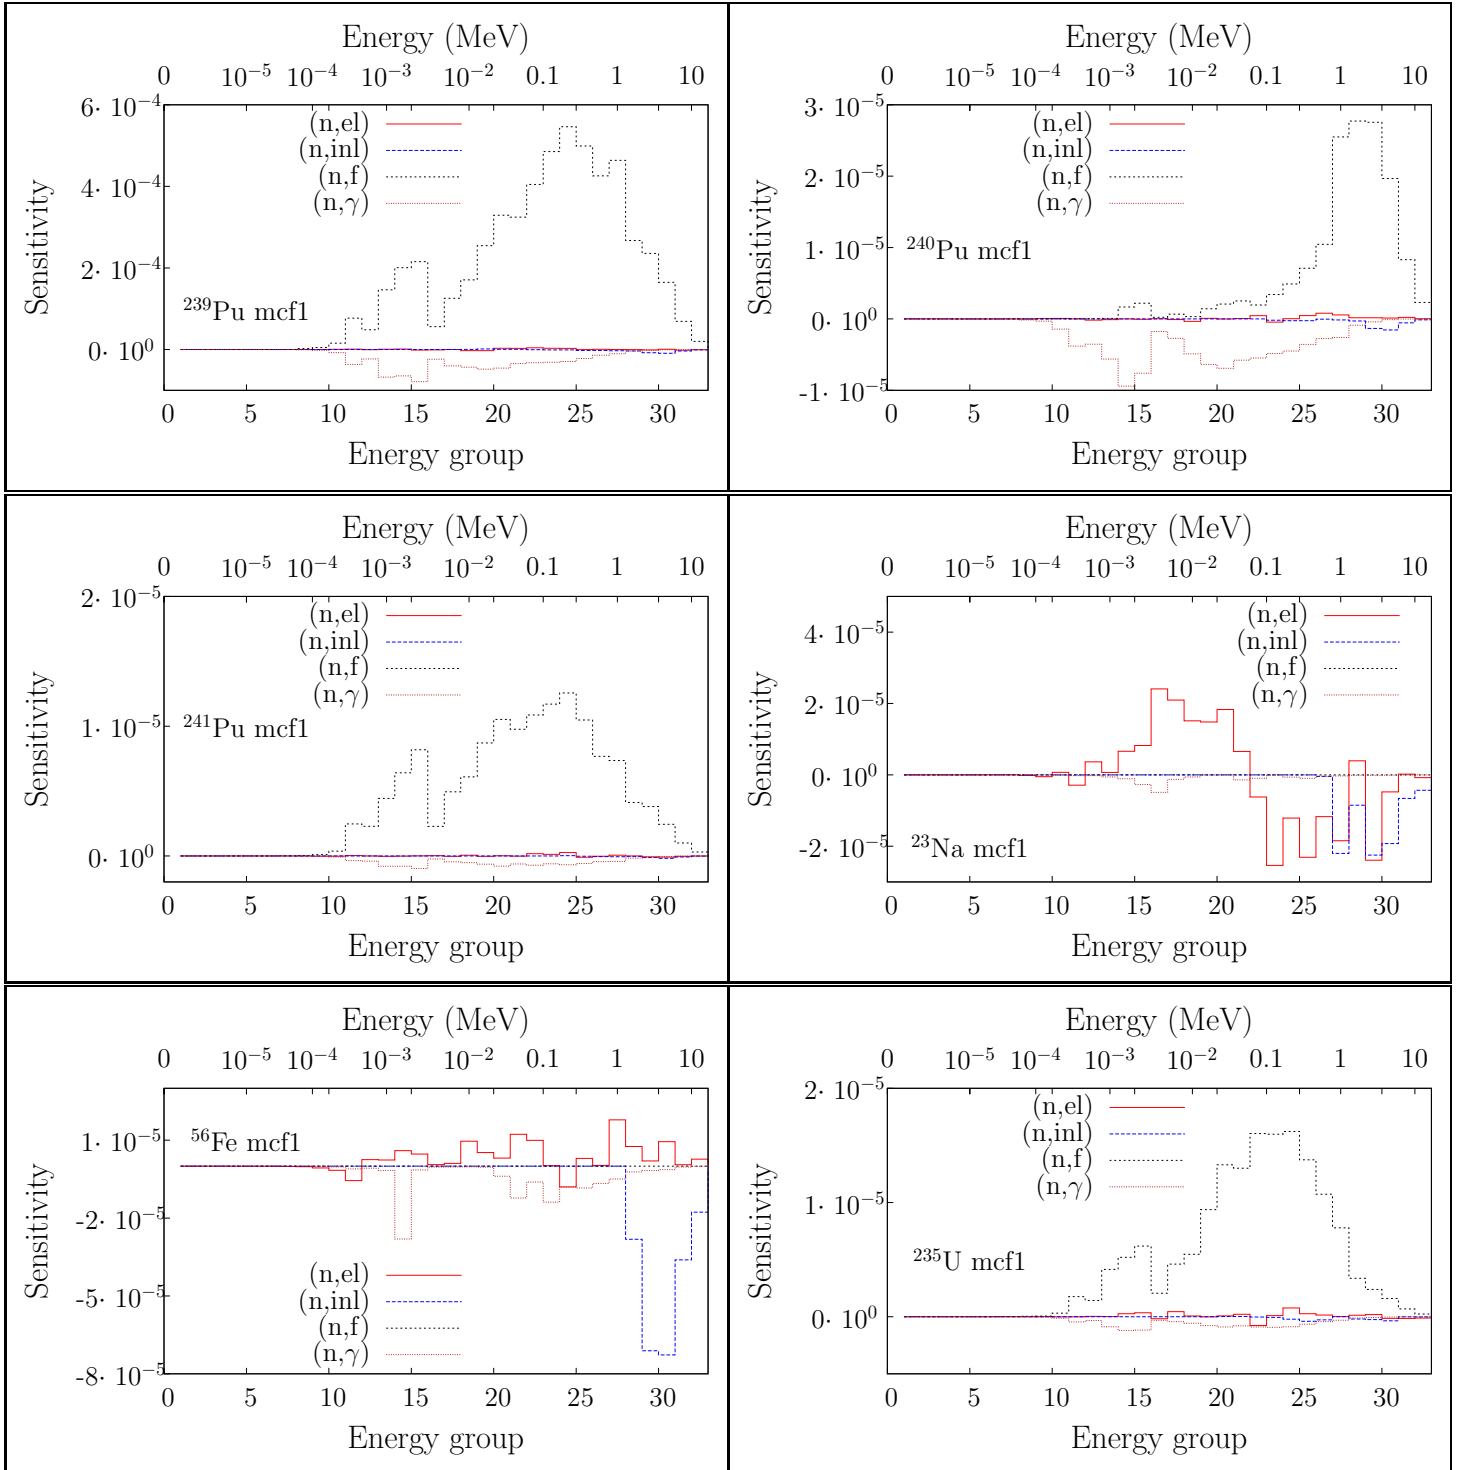 Energy (MeV)
0 10⁻⁵ 10⁻⁴ 10⁻³ 10⁻² 0.1 1 10
6· 10⁻⁴
4· 10⁻⁴
2· 10⁻⁴
0· 10⁰
Sensitivity
(n,el)
(n,inl)
(n,f)
(n,γ)
²³⁹Pu mcf1
0 5 10 15 20 25 30
Energy group
Energy (MeV)
0 10⁻⁵ 10⁻⁴ 10⁻³ 10⁻² 0.1 1 10
3· 10⁻⁵
2· 10⁻⁵
1· 10⁻⁵
0· 10⁰
-1· 10⁻⁵
Sensitivity
(n,el)
(n,inl)
(n,f)
(n,γ)
²⁴⁰Pu mcf1
0 5 10 15 20 25 30
Energy group
Energy (MeV)
0 10⁻⁵ 10⁻⁴ 10⁻³ 10⁻² 0.1 1 10
2· 10⁻⁵
1· 10⁻⁵
0· 10⁰
Sensitivity
(n,el)
(n,inl)
(n,f)
(n,γ)
²⁴¹Pu mcf1
0 5 10 15 20 25 30
Energy group
Energy (MeV)
0 10⁻⁵ 10⁻⁴ 10⁻³ 10⁻² 0.1 1 10
4· 10⁻⁵
2· 10⁻⁵
0· 10⁰
-2· 10⁻⁵
Sensitivity
(n,el)
(n,inl)
(n,f)
(n,γ)
²³Na mcf1
0 5 10 15 20 25 30
Energy group
Energy (MeV)
0 10⁻⁵ 10⁻⁴ 10⁻³ 10⁻² 0.1 1 10
1· 10⁻⁵
-2· 10⁻⁵
-5· 10⁻⁵
-8· 10⁻⁵
Sensitivity
⁵⁶Fe mcf1
(n,el)
(n,inl)
(n,f)
(n,γ)
0 5 10 15 20 25 30
Energy group
Energy (MeV)
0 10⁻⁵ 10⁻⁴ 10⁻³ 10⁻² 0.1 1 10
2· 10⁻⁵
1· 10⁻⁵
0· 10⁰
Sensitivity
(n,el)
(n,inl)
(n,f)
(n,γ)
²³⁵U mcf1
0 5 10 15 20 25 30
Energy group